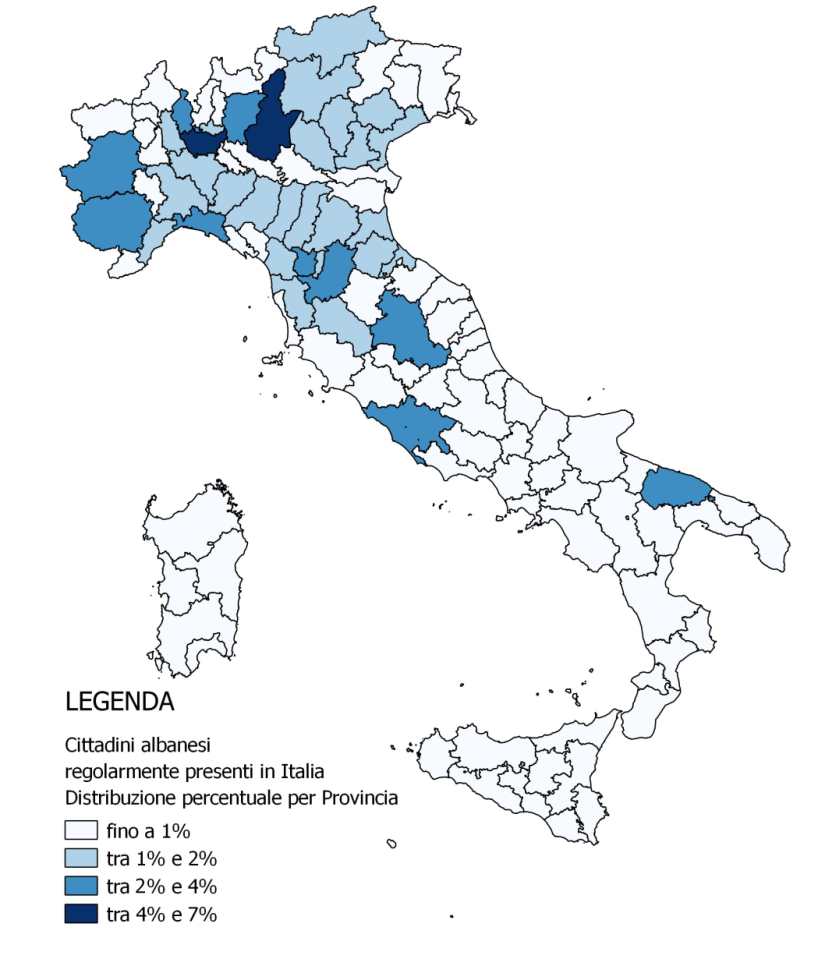 LEGENDA
Cittadini albanesi
regolarmente presenti in Italia
Distribuzione percentuale per Provincia
fino a 1%
tra 1% e 2%
tra 2% e 4%
tra 4% e 7%